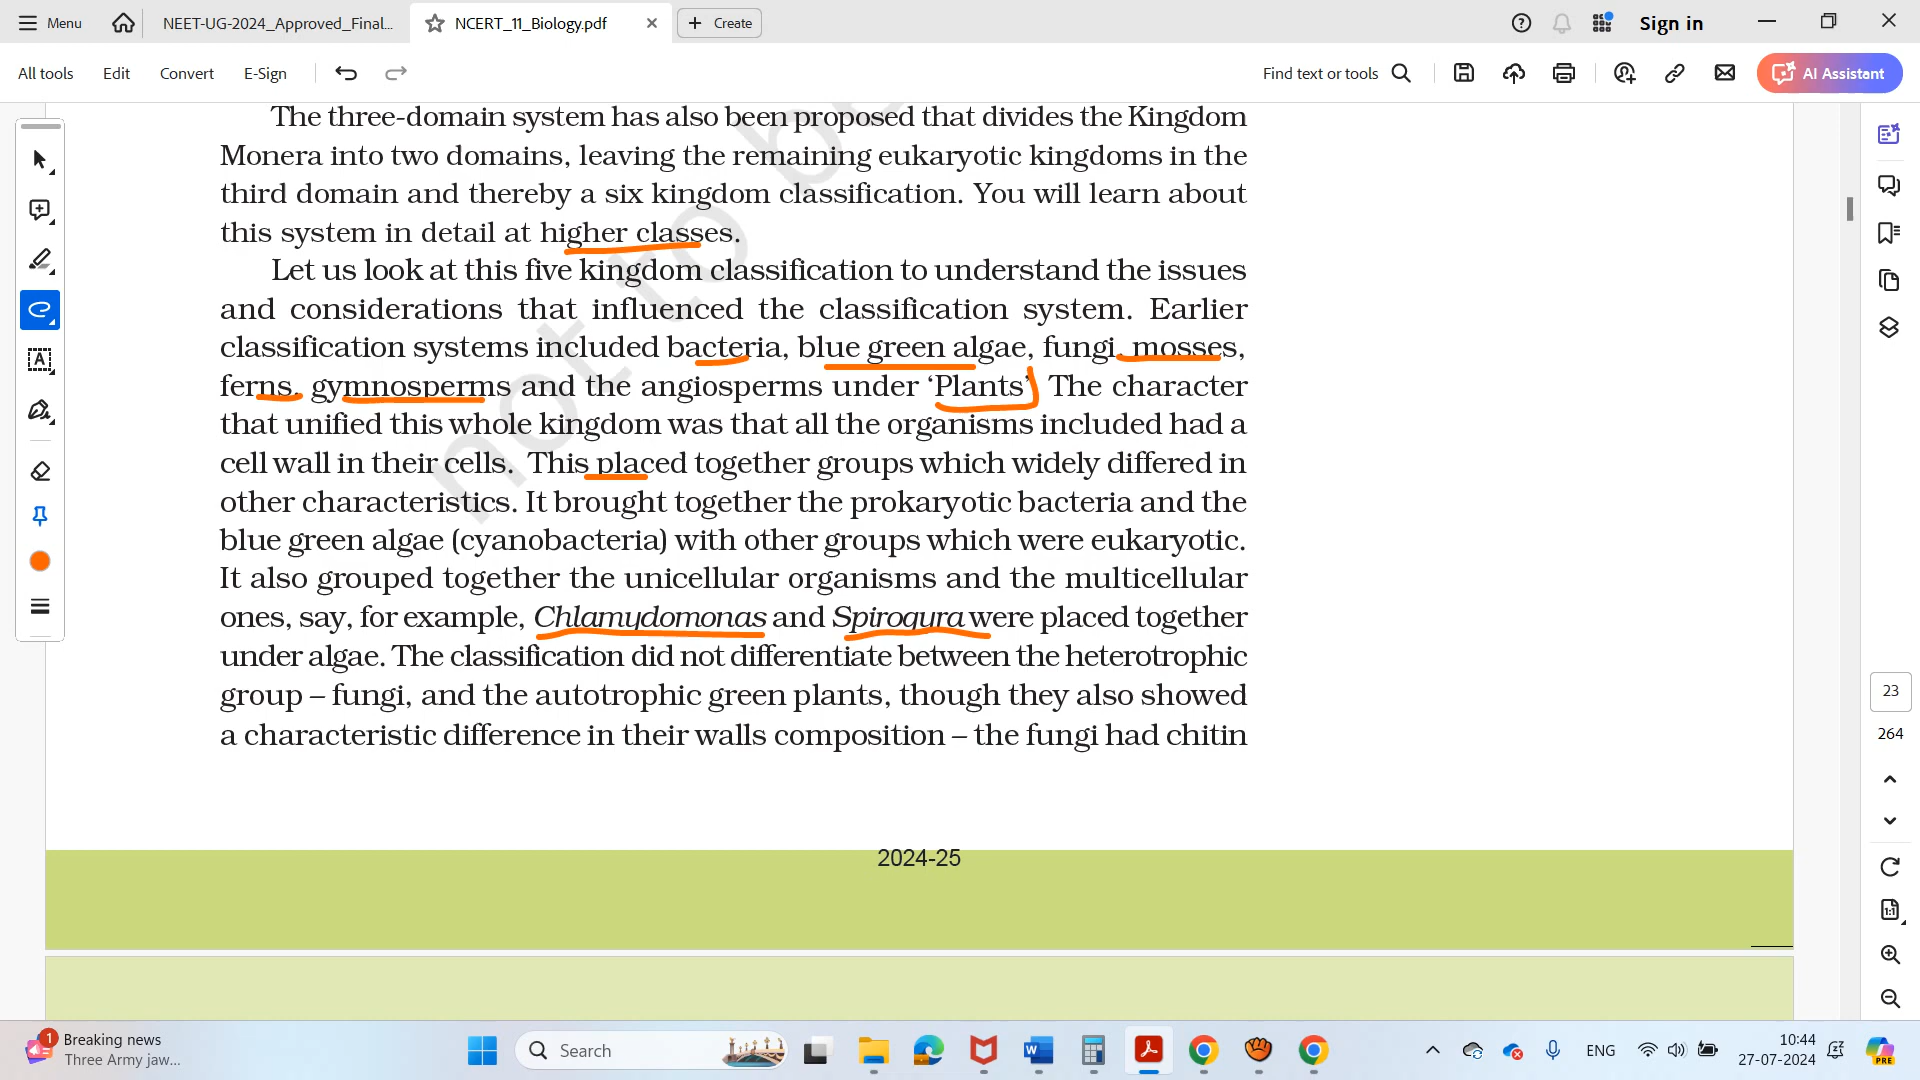 Menu
NEET-UG-2024_Approved_Final...
NCERT_11_Biology.pdf
Create
Sign in
All tools
Edit
Convert
E-Sign
Find text or tools
AI Assistant
The three-domain system has also been proposed that divides the Kingdom
Monera into two domains, leaving the remaining eukaryotic kingdoms in the
third domain and thereby a six kingdom classification. You will learn about
this system in detail at higher classes.
Let us look at this five kingdom classification to understand the issues
and considerations that influenced the classification system. Earlier
classification systems included bacteria, blue green algae, fungi, mosses,
ferns, gymnosperms and the angiosperms under ‘Plants’. The character
that unified this whole kingdom was that all the organisms included had a
cell wall in their cells. This placed together groups which widely differed in
other characteristics. It brought together the prokaryotic bacteria and the
blue green algae (cyanobacteria) with other groups which were eukaryotic.
It also grouped together the unicellular organisms and the multicellular
ones, say, for example, Chlamydomonas and Spirogyra were placed together
under algae. The classification did not differentiate between the heterotrophic
group – fungi, and the autotrophic green plants, though they also showed
a characteristic difference in their walls composition – the fungi had chitin
not to be
2024-25
23
264
1
Breaking news
Three Army jaw...
Search
ENG
10:44
27-07-2024
PRE